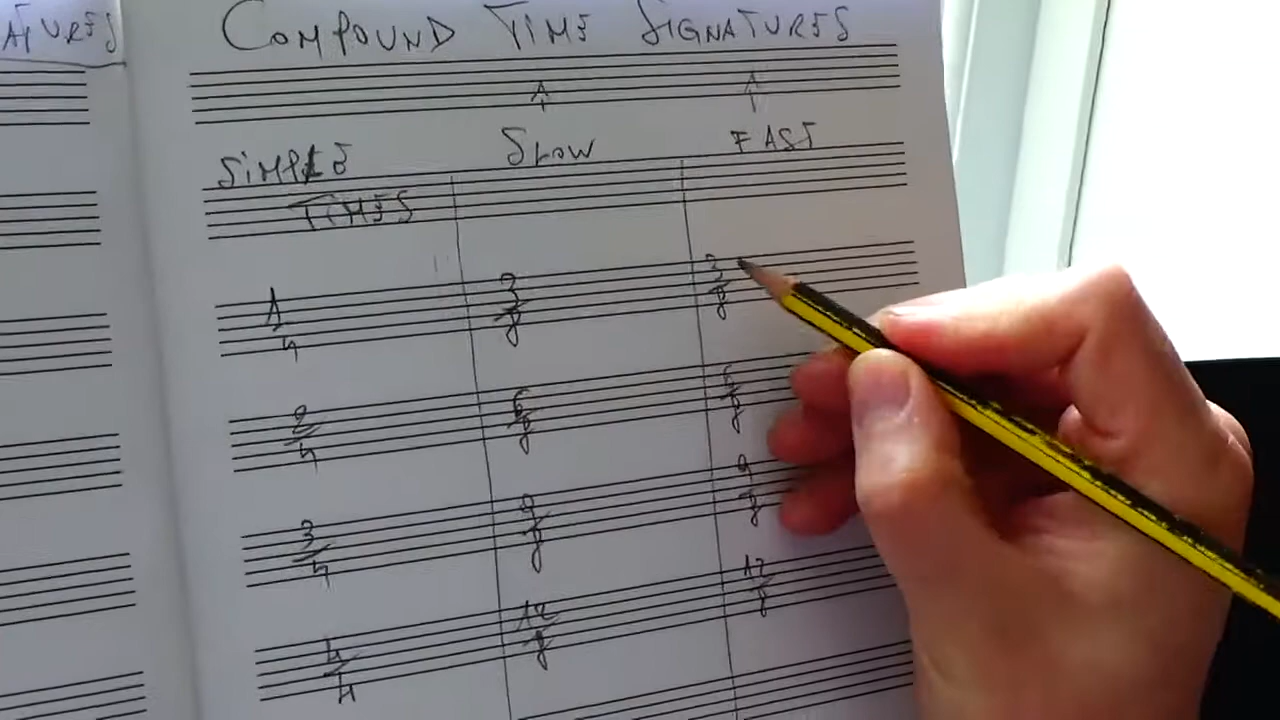 ATURES
COMPOUND TIME SIGNATURES
A A
SIMPLE SLOW FAST
TIMES
1/4 3/8 3/8
2/4 6/8 6/8
3/4 9/8 9/8
4/4 12/8 12/8